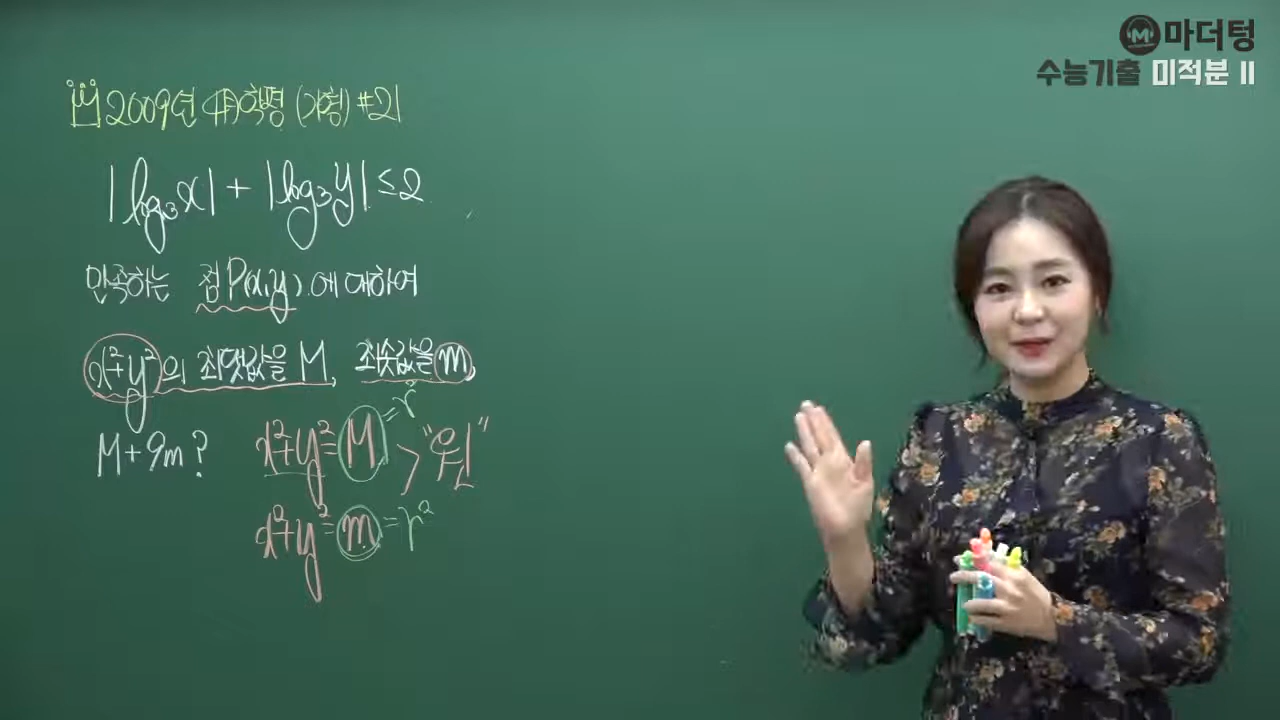 마더텅
수능기출 미적분 II
2009년 4月 학평 (가형) #21
|log₃x| + |log₃y| ≤ 2
만족하는 점 P(x, y)에 대하여
x²+y²의 최댓값을 M, 최솟값을 m,
M+9m? x²+y²=M=r² > "원"
x²+y²=m=r²